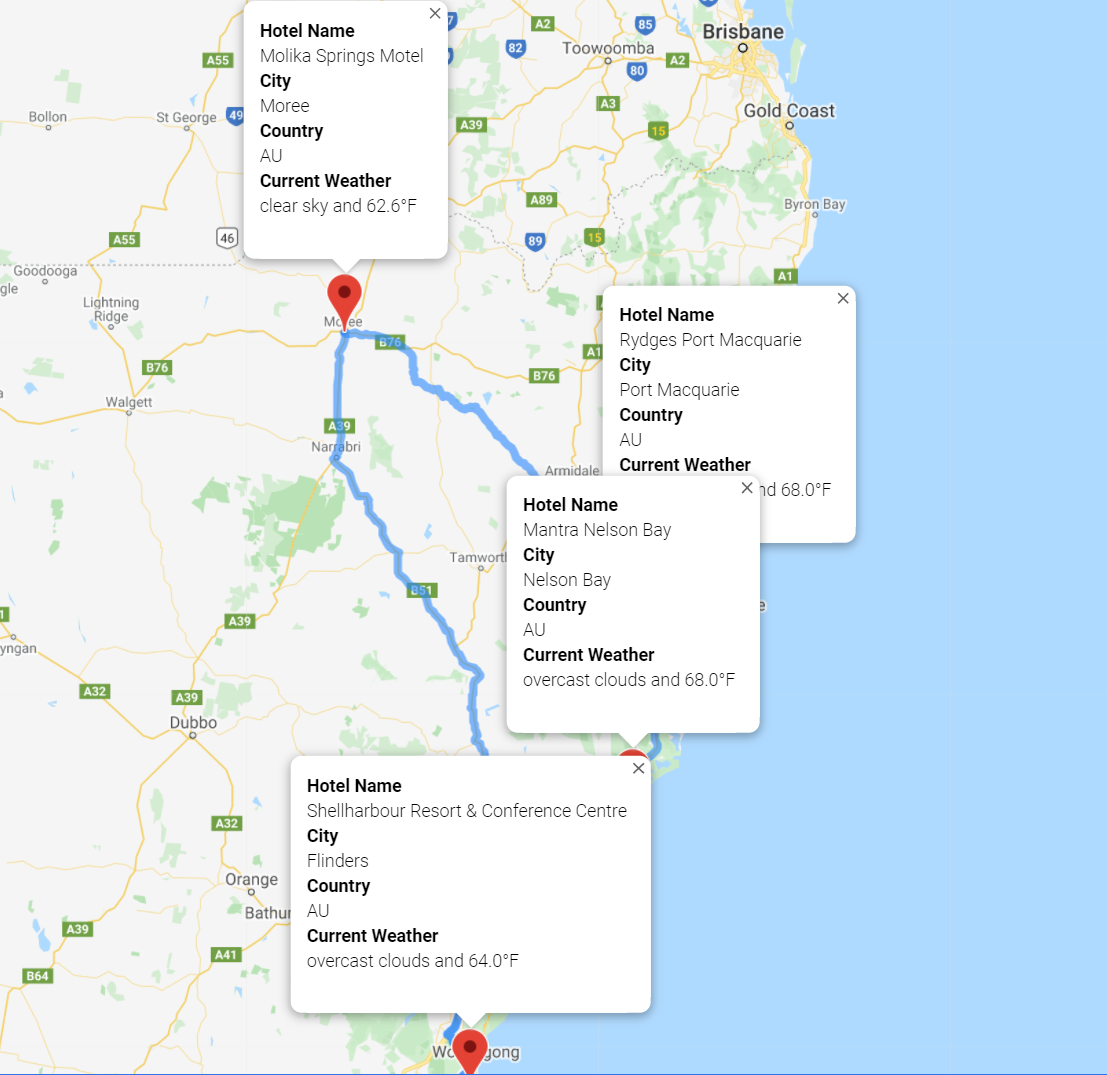 Hotel Name
Molika Springs Motel
City
Moree
Country
AU
Current Weather
clear sky and 62.6°F
Hotel Name
Rydges Port Macquarie
City
Port Macquarie
Country
AU
Current Weather
nd 68.0°F
Hotel Name
Mantra Nelson Bay
City
Nelson Bay
Country
AU
Current Weather
overcast clouds and 68.0°F
Hotel Name
Shellharbour Resort & Conference Centre
City
Flinders
Country
AU
Current Weather
overcast clouds and 64.0°F
A2
85
Brisbane
82
Toowoomba
A2
80
A55
A3
Gold Coast
Bollon
St George
49
A39
15
A89
Byron Bay
A55
46
89
15
Goodooga
A1
Lightning
Ridge
Moree
B76
A1
B76
B76
Walgett
A39
Narrabri
Armidale
Tamworth
B51
A39
yngan
A32
A39
Dubbo
A32
Orange
Bathur
A39
A41
B64